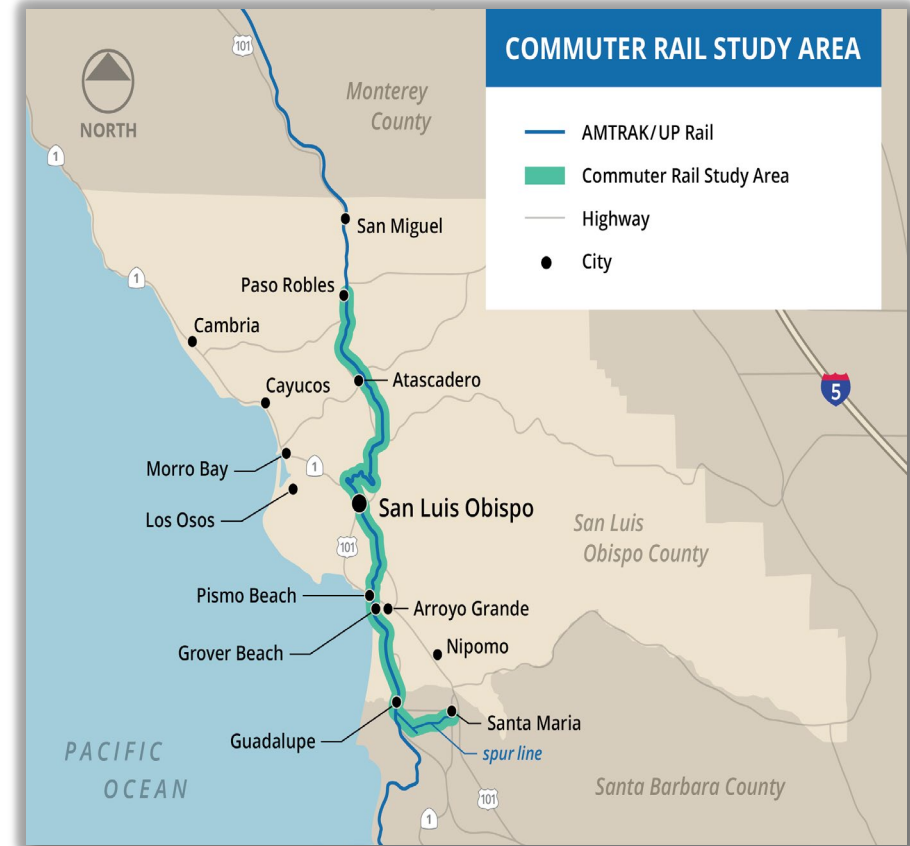 COMMUTER RAIL STUDY AREA
AMTRAK/UP Rail
Commuter Rail Study Area
Highway
City
NORTH
101
Monterey
County
1
San Miguel
1
Paso Robles
Cambria
Atascadero
Cayucos
5
Morro Bay
1
Los Osos
San Luis Obispo
San Luis
Obispo County
101
Pismo Beach
Arroyo Grande
Grover Beach
Nipomo
Santa Maria
Guadalupe
spur line
PACIFIC
OCEAN
Santa Barbara County
101
1